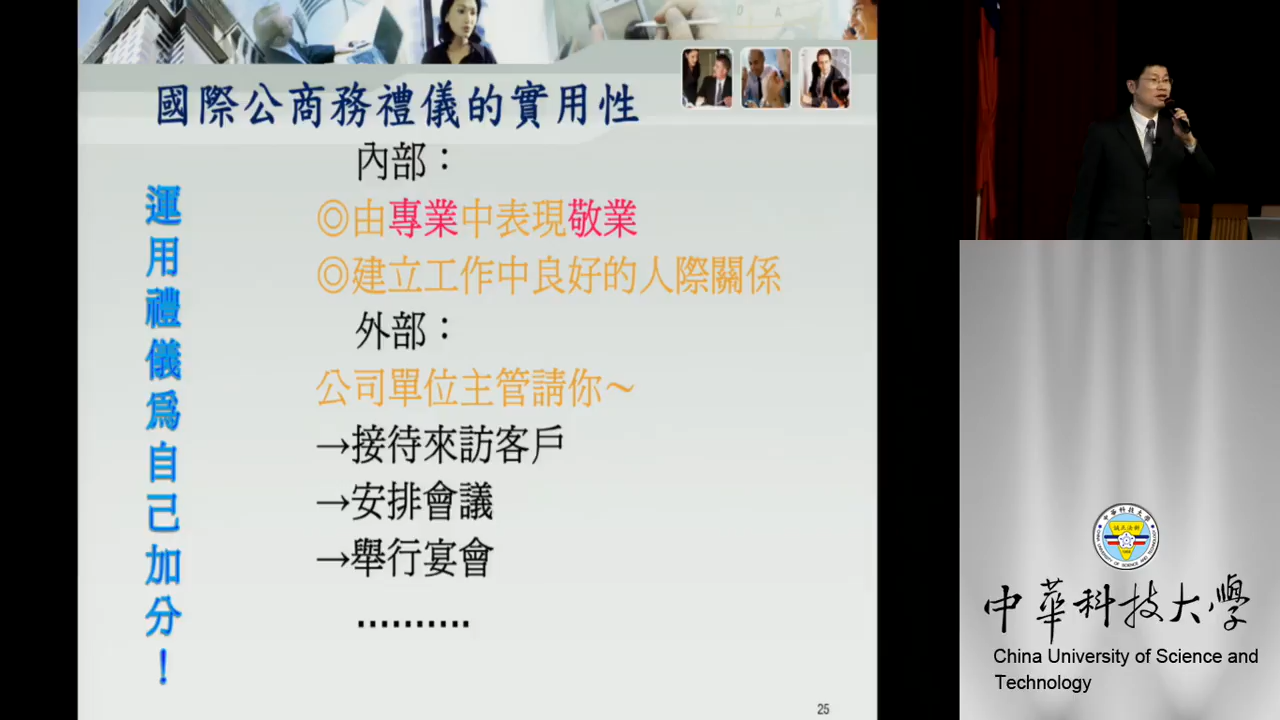 國際公商務禮儀的實用性
運用禮儀爲自己加分！
內部：
◎由專業中表現敬業
◎建立工作中良好的人際關係
外部：
公司單位主管請你～
→接待來訪客戶
→安排會議
→舉行宴會
..........
25
中華科技大學
China University of Science and
Technology